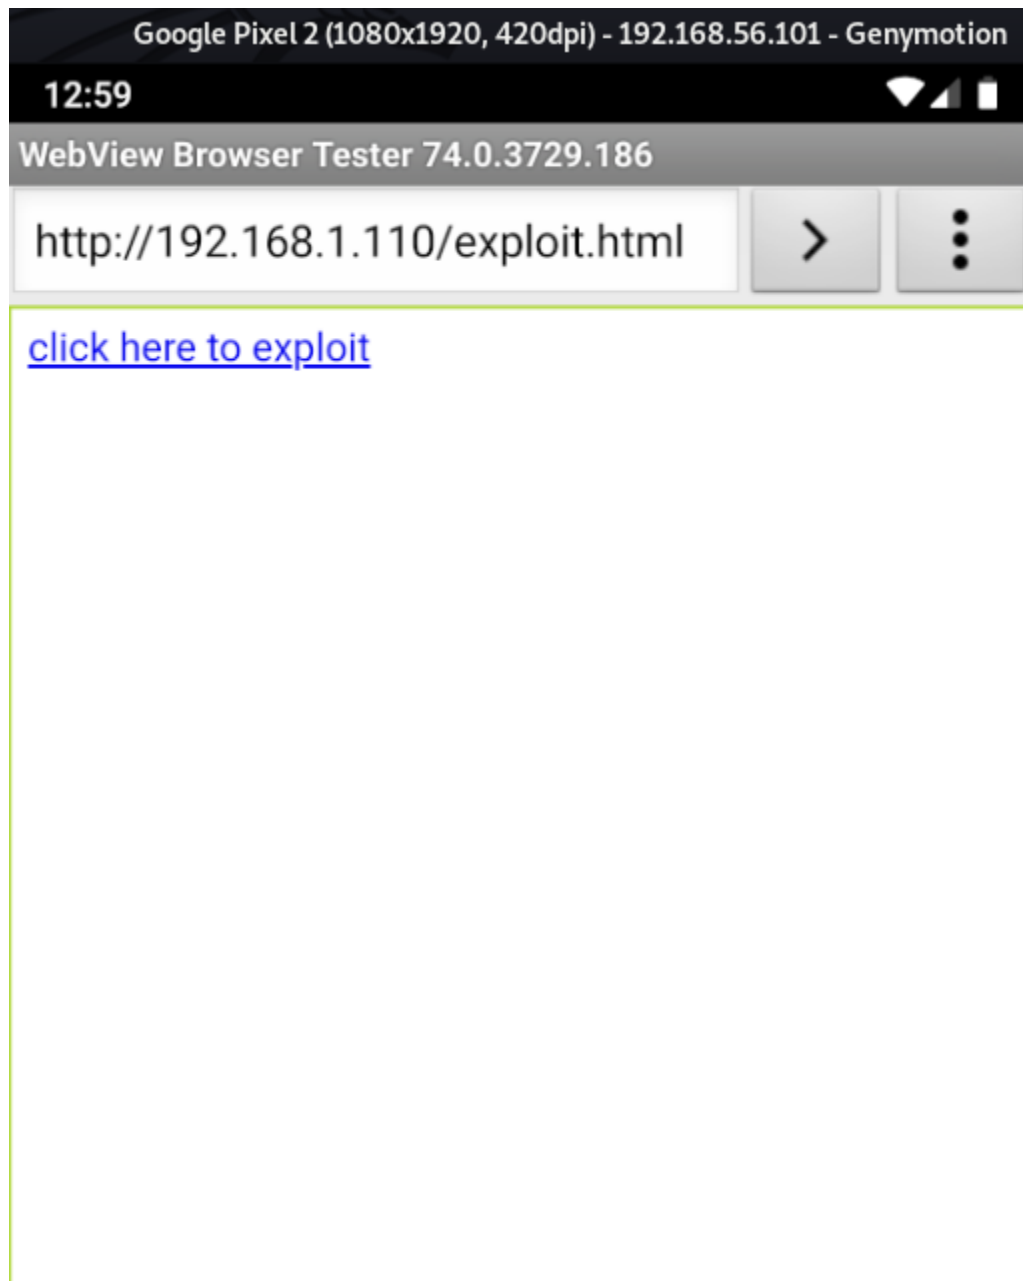 Google Pixel 2 (1080x1920, 420dpi) - 192.168.56.101 - Genymotion
12:59
WebView Browser Tester 74.0.3729.186
http://192.168.1.110/exploit.html
click here to exploit